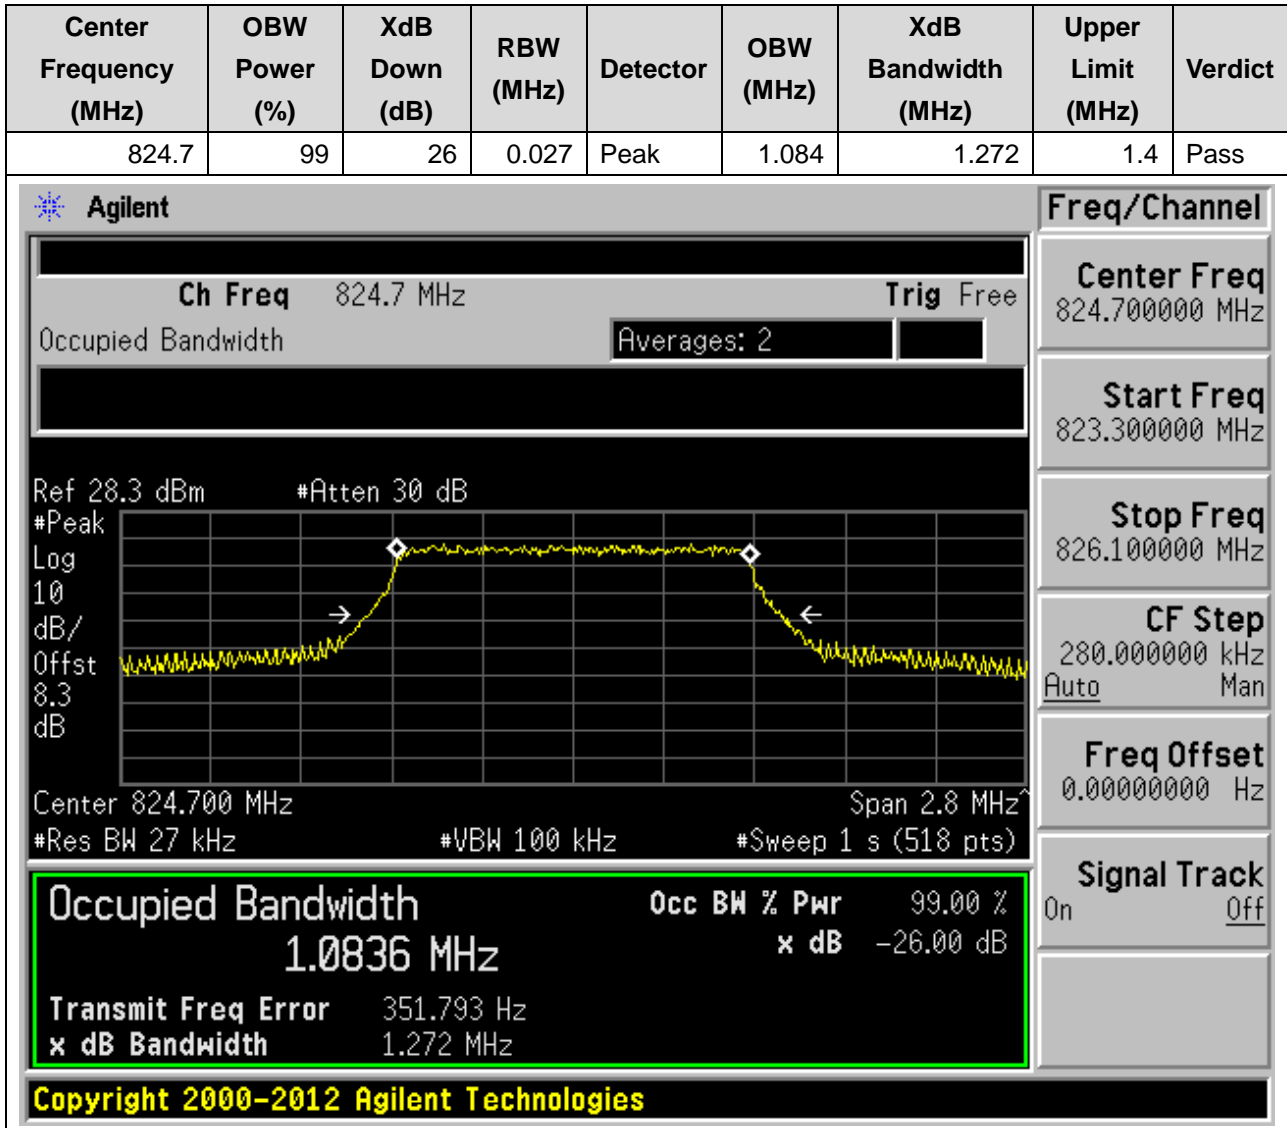 Center Frequency (MHz) OBW Power (%) XdB Down (dB) RBW (MHz) Detector OBW (MHz) XdB Bandwidth (MHz) Upper Limit (MHz) Verdict
824.7 99 26 0.027 Peak 1.084 1.272 1.4 Pass
Agilent
Ch Freq 824.7 MHz Trig Free
Occupied Bandwidth Averages: 2
Ref 28.3 dBm #Atten 30 dB
#Peak
Log
10
dB/
Offst
8.3
dB
Center 824.700 MHz Span 2.8 MHz^
#Res BW 27 kHz #VBW 100 kHz #Sweep 1 s (518 pts)
Occupied Bandwidth Occ BW % Pwr 99.00 %
1.0836 MHz x dB -26.00 dB
Transmit Freq Error 351.793 Hz
x dB Bandwidth 1.272 MHz
Copyright 2000-2012 Agilent Technologies
Freq/Channel
Center Freq
824.700000 MHz
Start Freq
823.300000 MHz
Stop Freq
826.100000 MHz
CF Step
280.000000 kHz
Auto Man
Freq Offset
0.00000000 Hz
Signal Track
On Off